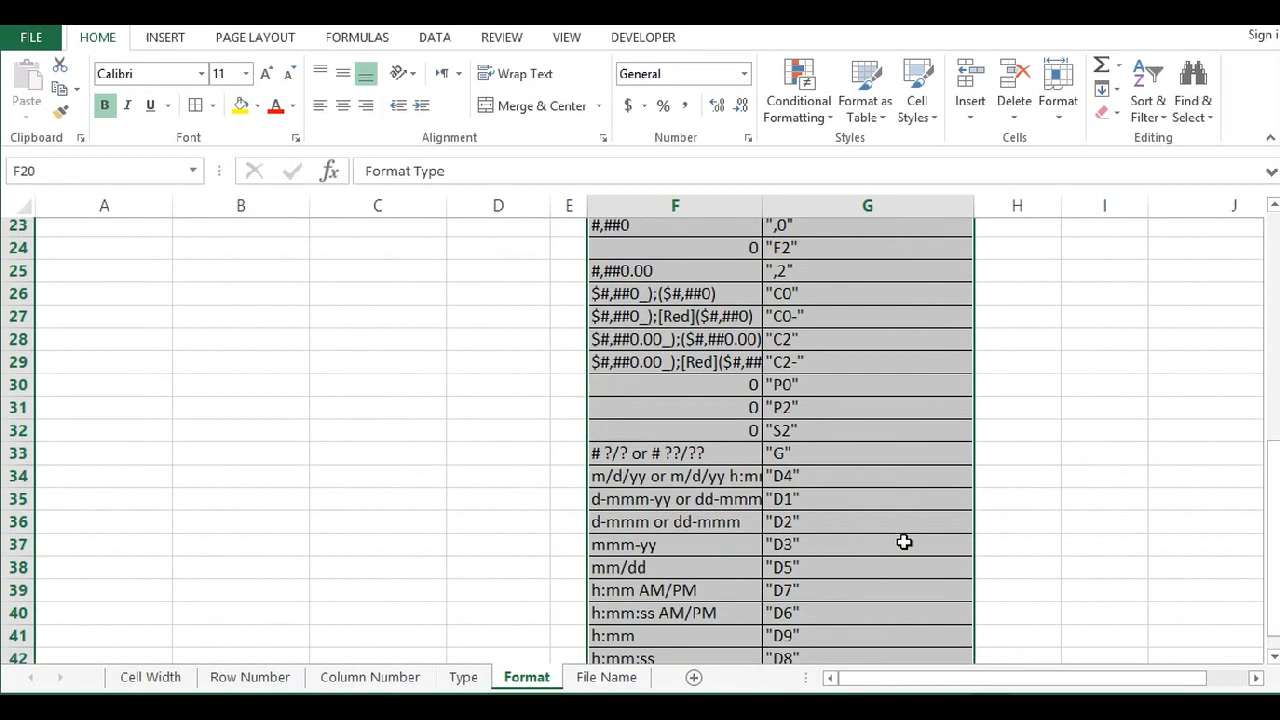 FILE HOME INSERT PAGE LAYOUT FORMULAS DATA REVIEW VIEW DEVELOPER Sign i
Paste
Calibri 11
B I U A
Wrap Text
Merge & Center
General
$ % ,
Conditional Formatting
Format as Table
Cell Styles
Insert Delete Format
Sort & Filter
Find & Select
Clipboard Font Alignment Number Styles Cells Editing
F20 fx Format Type
A B C D E F G H I J
23 #,##0 ",0"
24 0 "F2"
25 #,##0.00 ",2"
26 $#,##0_);($#,##0) "C0"
27 $#,##0_);[Red]($#,##0) "C0-"
28 $#,##0.00_);($#,##0.00) "C2"
29 $#,##0.00_);[Red]($#,## "C2-"
30 0 "P0"
31 0 "P2"
32 0 "S2"
33 # ?/? or # ??/?? "G"
34 m/d/yy or m/d/yy h:mm "D4"
35 d-mmm-yy or dd-mmm "D1"
36 d-mmm or dd-mmm "D2"
37 mmm-yy "D3"
38 mm/dd "D5"
39 h:mm AM/PM "D7"
40 h:mm:ss AM/PM "D6"
41 h:mm "D9"
42 h:mm:ss "D8"
Cell Width Row Number Column Number Type Format File Name